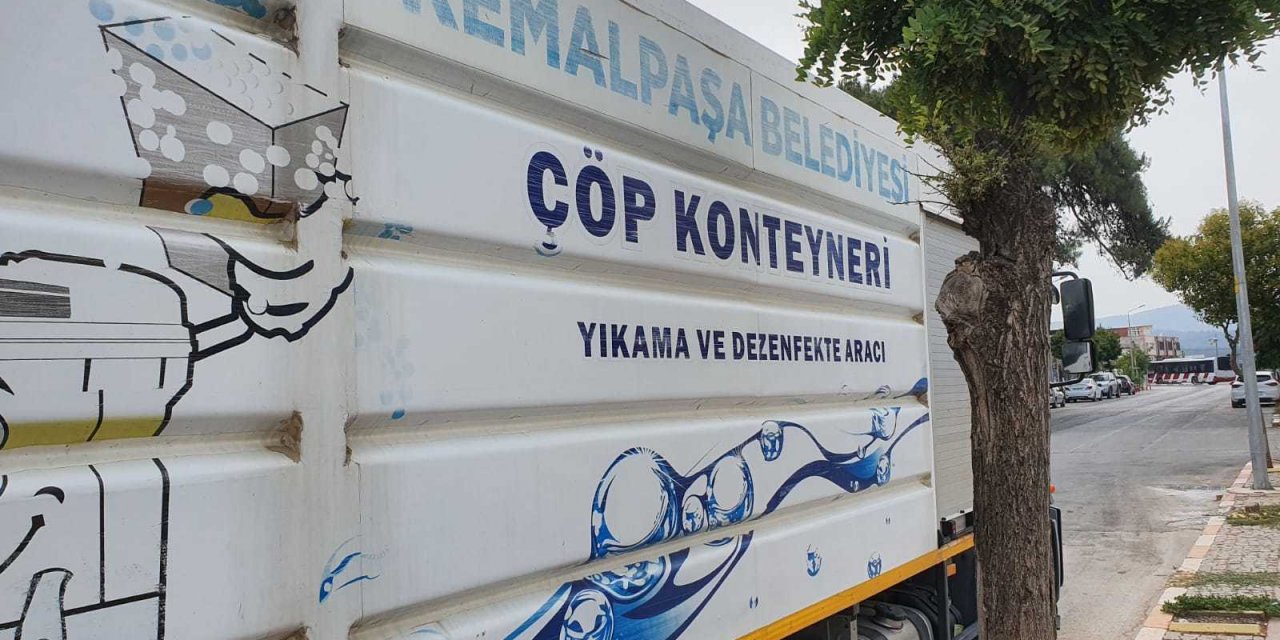 KEMALPAŞA BELEDİYESİ
ÇÖP KONTEYNERİ
YIKAMA VE DEZENFEKTE ARACI